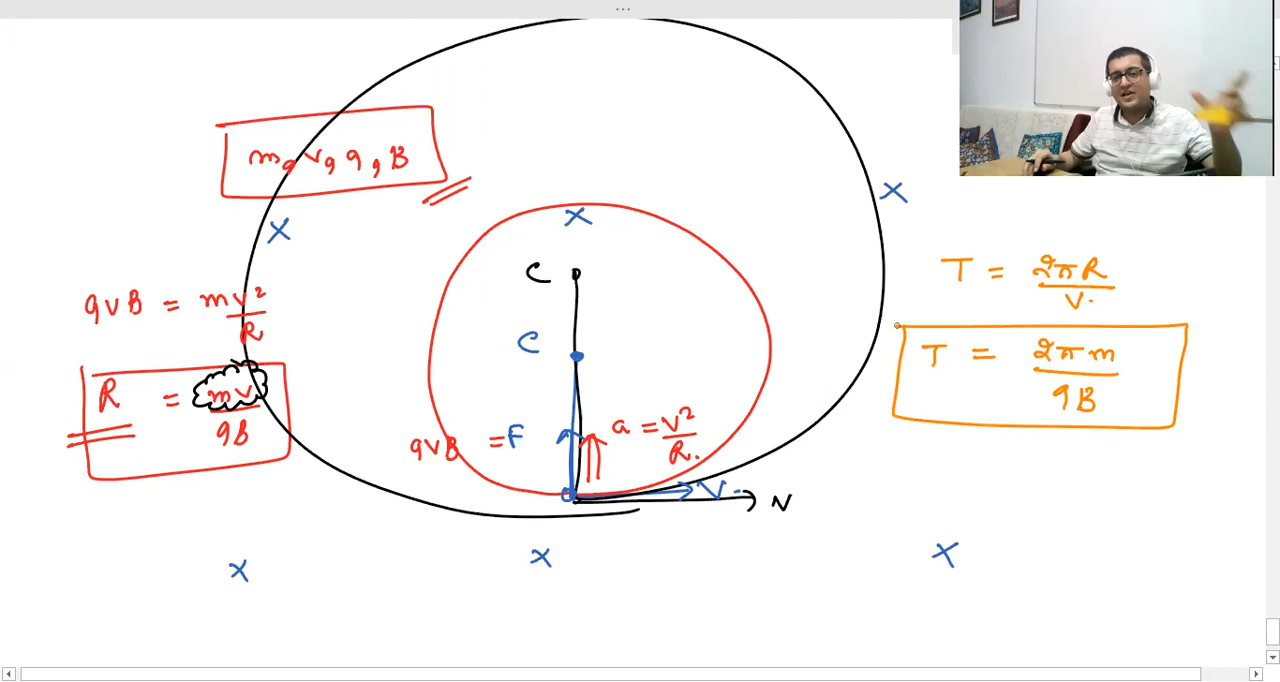 m, v, q, B
X
X
X
C
T = 2πR / V.
qvB = mv² / R
C
T = 2πm / qB
R = mv / qB
qvB = F
a = v² / R.
V.
N
X
X
X